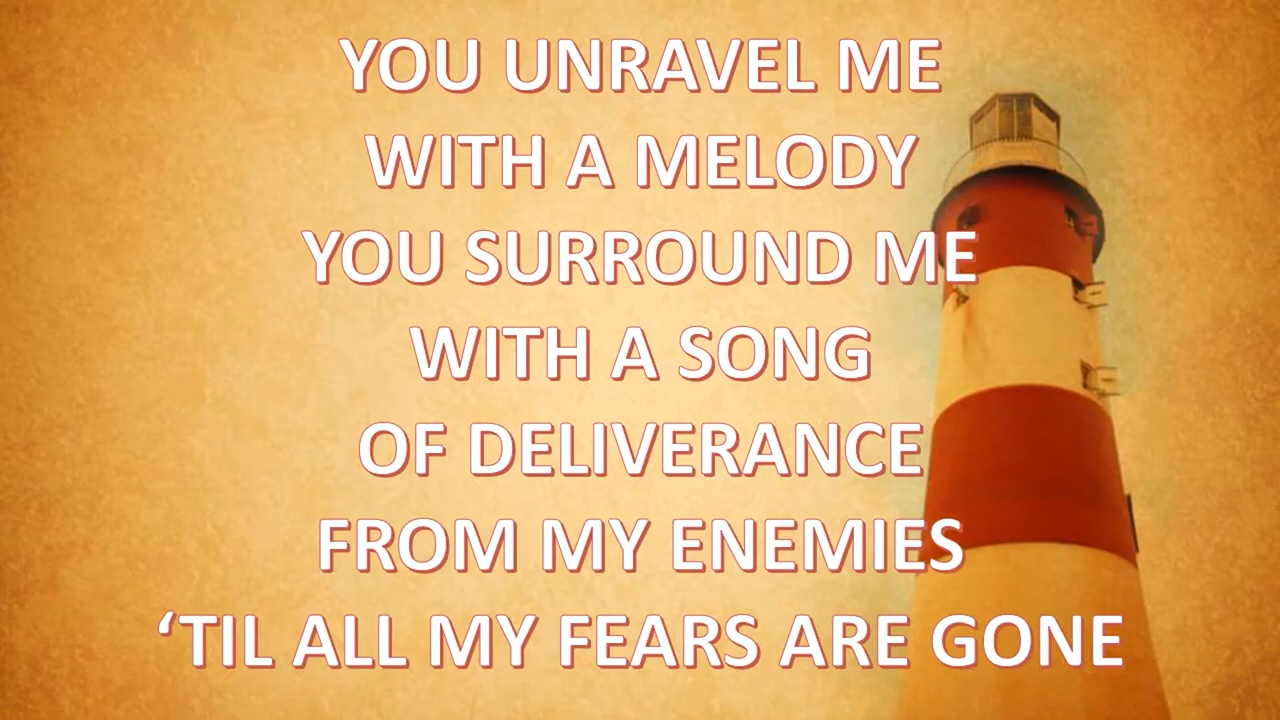 YOU UNRAVEL ME
WITH A MELODY
YOU SURROUND ME
WITH A SONG
OF DELIVERANCE
FROM MY ENEMIES
‘TIL ALL MY FEARS ARE GONE